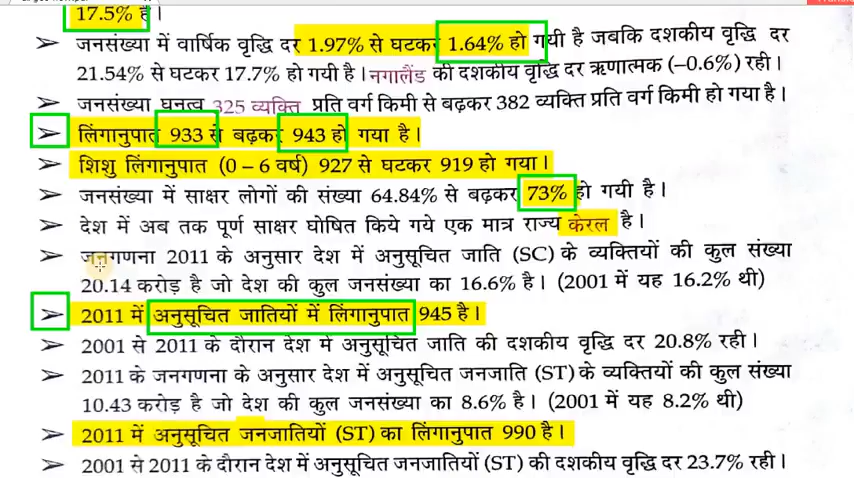 17.5% है।
➢ जनसंख्या में वार्षिक वृद्धि दर 1.97% से घटकर 1.64% हो गयी है जबकि दशकीय वृद्धि दर
21.54% से घटकर 17.7% हो गयी है। नगालैंड की दशकीय वृद्धि दर ऋणात्मक (–0.6%) रही।
➢ जनसंख्या घनत्व 325 व्यक्ति प्रति वर्ग किमी से बढ़कर 382 व्यक्ति प्रति वर्ग किमी हो गया है।
➢ लिंगानुपात 933 से बढ़कर 943 हो गया है।
➢ शिशु लिंगानुपात (0 – 6 वर्ष) 927 से घटकर 919 हो गया।
➢ जनसंख्या में साक्षर लोगों की संख्या 64.84% से बढ़कर 73% हो गयी है।
➢ देश में अब तक पूर्ण साक्षर घोषित किये गये एक मात्र राज्य केरल है।
➢ जनगणना 2011 के अनुसार देश में अनुसूचित जाति (SC) के व्यक्तियों की कुल संख्या
20.14 करोड़ है जो देश की कुल जनसंख्या का 16.6% है। (2001 में यह 16.2% थी)
➢ 2011 में अनुसूचित जातियों में लिंगानुपात 945 है।
➢ 2001 से 2011 के दौरान देश में अनुसूचित जाति की दशकीय वृद्धि दर 20.8% रही।
➢ 2011 के जनगणना के अनुसार देश में अनुसूचित जनजाति (ST) के व्यक्तियों की कुल संख्या
10.43 करोड़ है जो देश की कुल जनसंख्या का 8.6% है। (2001 में यह 8.2% थी)
➢ 2011 में अनुसूचित जनजातियों (ST) का लिंगानुपात 990 है।
➢ 2001 से 2011 के दौरान देश में अनुसूचित जनजातियों (ST) की दशकीय वृद्धि दर 23.7% रही।